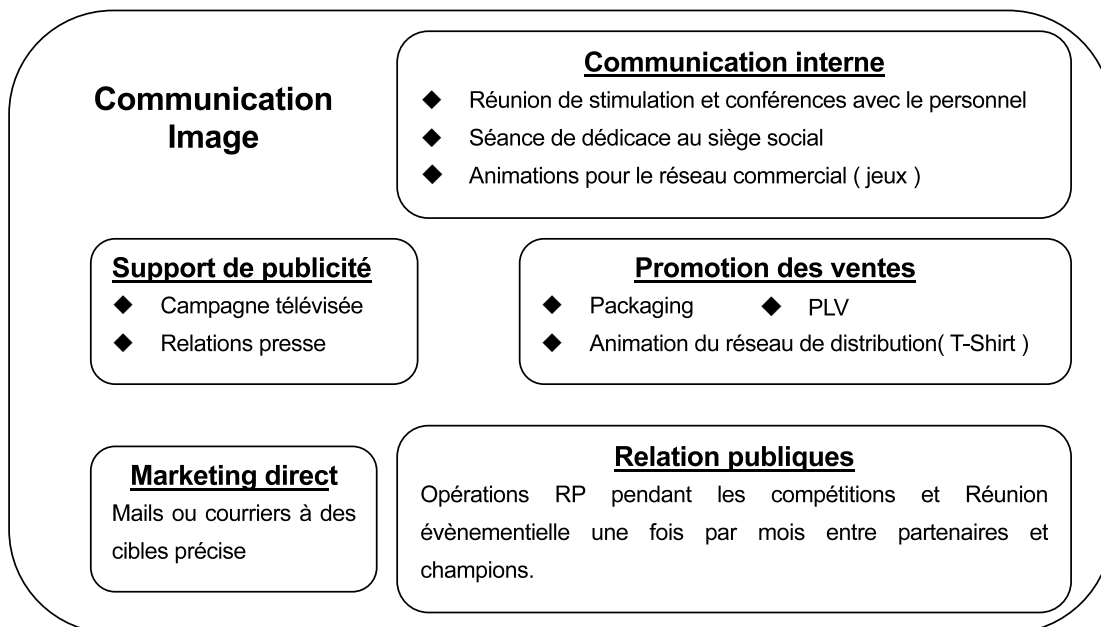 Communication
Image
Communication interne
◆ Réunion de stimulation et conférences avec le personnel
◆ Séance de dédicace au siège social
◆ Animations pour le réseau commercial ( jeux )
Support de publicité
◆ Campagne télévisée
◆ Relations presse
Promotion des ventes
◆ Packaging ◆ PLV
◆ Animation du réseau de distribution( T-Shirt )
Marketing direct
Mails ou courriers à des
cibles précise
Relation publiques
Opérations RP pendant les compétitions et Réunion
évènementielle une fois par mois entre partenaires et
champions.